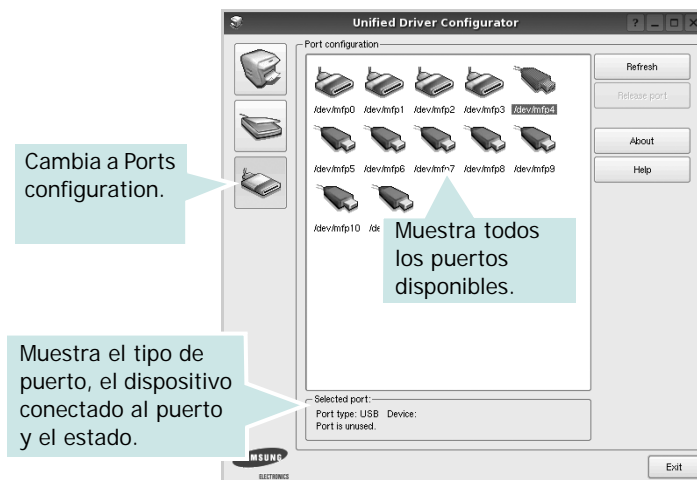 Unified Driver Configurator
Port configuration
/dev/mfp0 /dev/mfp1 /dev/mfp2 /dev/mfp3 /dev/mfp4
/dev/mfp5 /dev/mfp6 /dev/mfp7 /dev/mfp8 /dev/mfp9
/dev/mfp10
Refresh
Release port
About
Help
Cambia a Ports
configuration.
Muestra todos
los puertos
disponibles.
Muestra el tipo de
puerto, el dispositivo
conectado al puerto
y el estado.
Selected port:
Port type: USB Device:
Port is unused.
ELECTRONICS
Exit